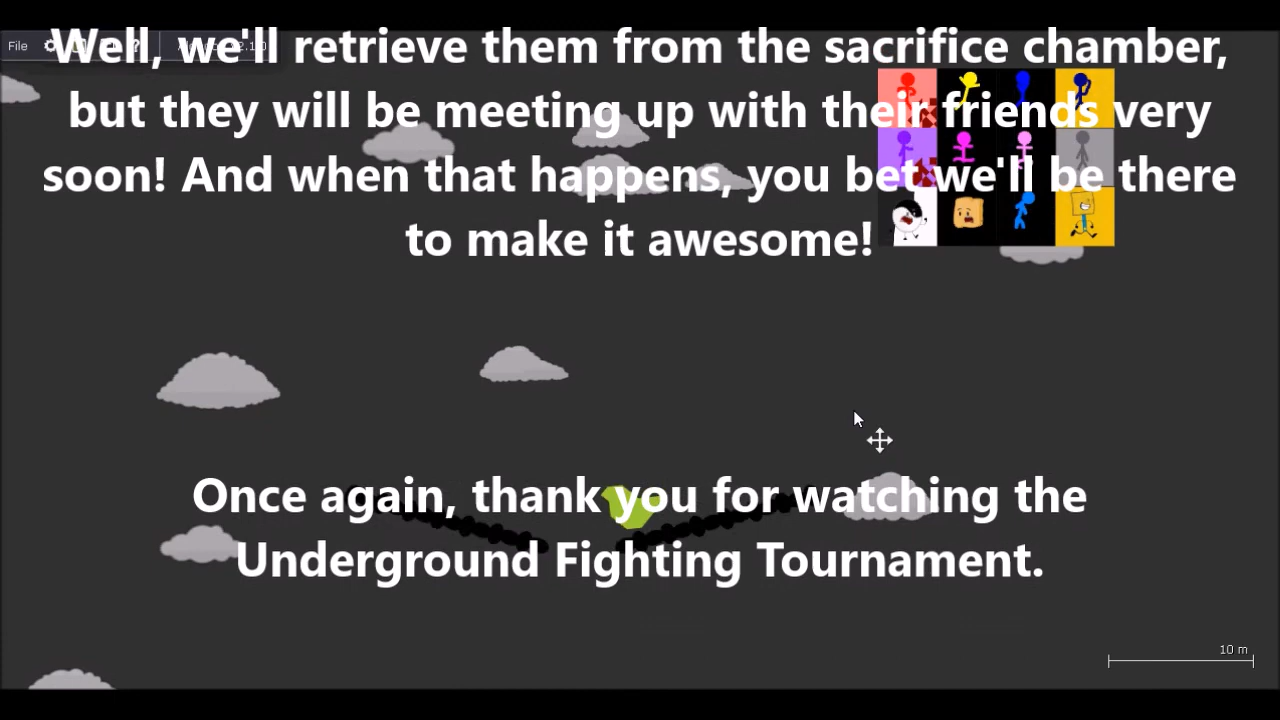 File
Well, we'll retrieve them from the sacrifice chamber,
but they will be meeting up with their friends very
soon! And when that happens, you bet we'll be there
to make it awesome!
Once again, thank you for watching the
Underground Fighting Tournament.
10 m